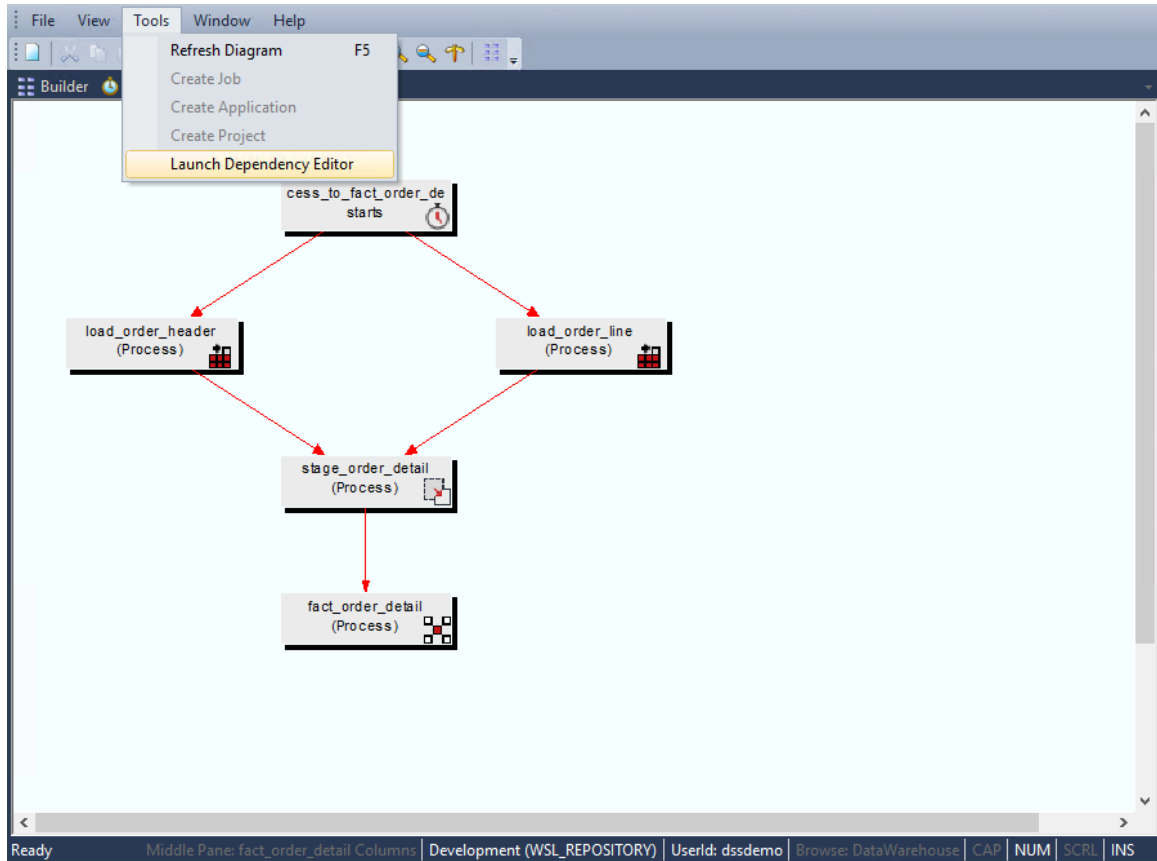 File View Tools Window Help
Refresh Diagram F5
Create Job
Builder
Create Application
Create Project
Launch Dependency Editor
cess_to_fact_order_de
starts
load_order_header
(Process)
load_order_line
(Process)
stage_order_detail
(Process)
fact_order_detail
(Process)
Ready Middle Pane: fact_order_detail Columns Development (WSL_REPOSITORY) UserId: dssdemo Browse: DataWarehouse CAP NUM SCRL INS